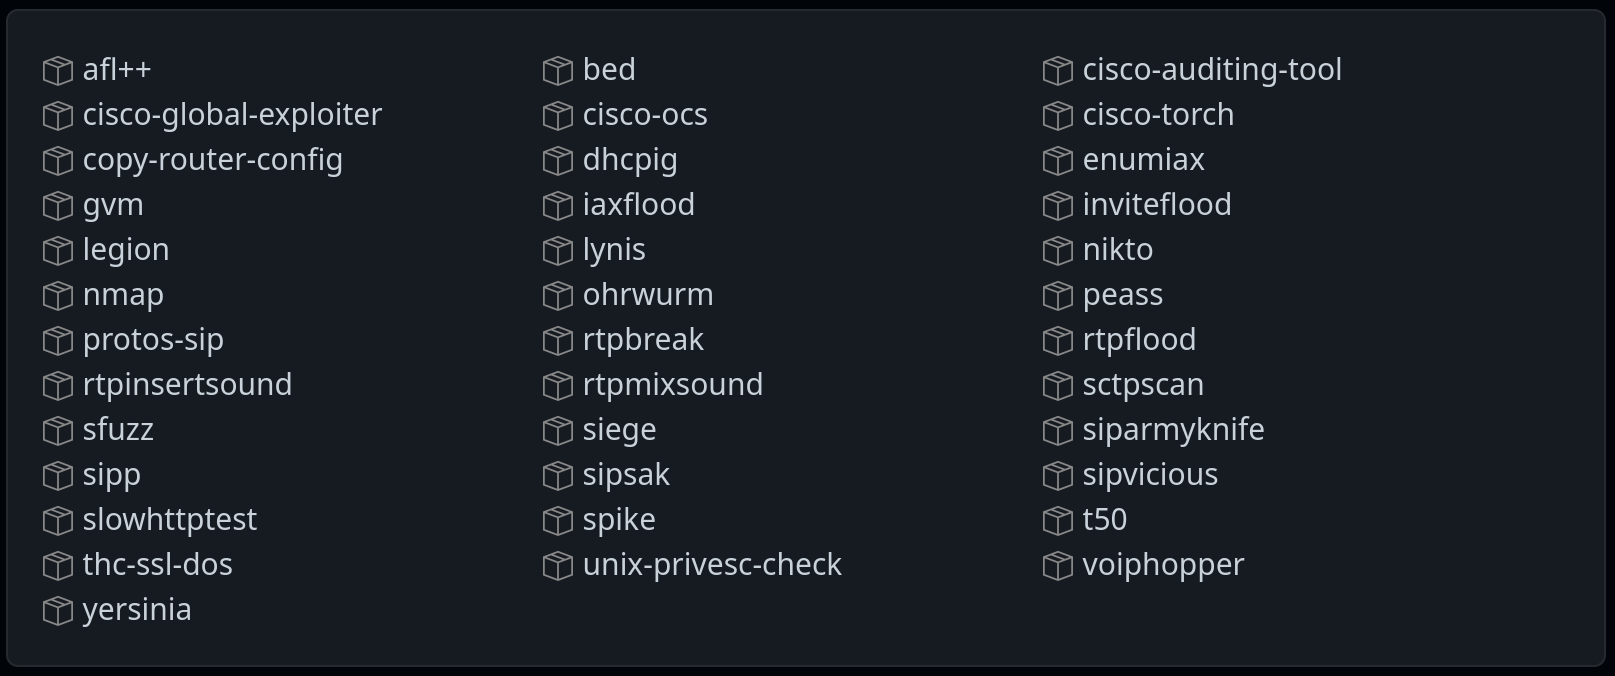 afl++ bed cisco-auditing-tool
cisco-global-exploiter cisco-ocs cisco-torch
copy-router-config dhcpig enumiax
gvm iaxflood inviteflood
legion lynis nikto
nmap ohrwurm peass
protos-sip rtpbreak rtpflood
rtpinsertsound rtpmixsound sctpscan
sfuzz siege siparmyknife
sipp sipsak sipvicious
slowhttptest spike t50
thc-ssl-dos unix-privesc-check voiphopper
yersinia